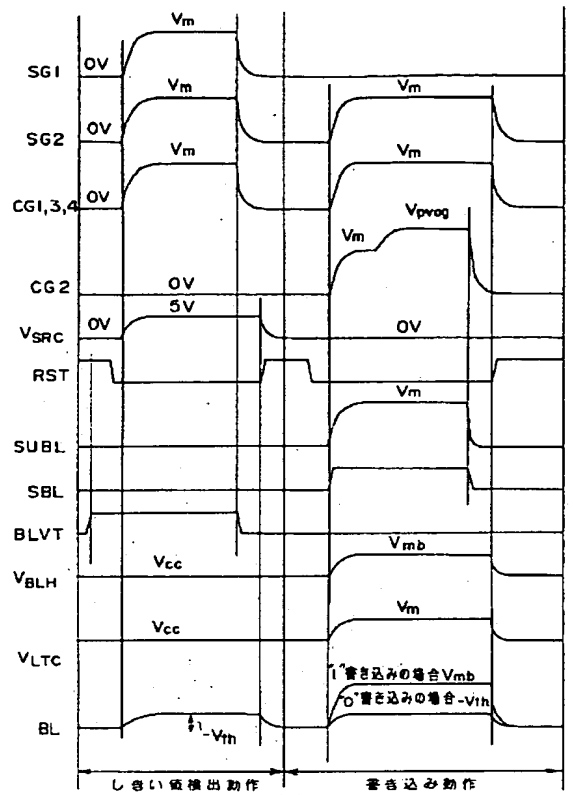 Vm
SG1 0V
Vm Vm
SG2 0V
Vm Vm
CG1,3,4 0V
Vm Vprog
CG2 0V
5V
VSRC 0V 0V
RST
Vm
SUBL
SBL
BLVT
Vcc Vmb
VBLH
Vcc Vm
VLTC
"1"書き込みの場合Vmb
"0"書き込みの場合-Vth
BL -Vth
しきい値検出動作 書き込み動作